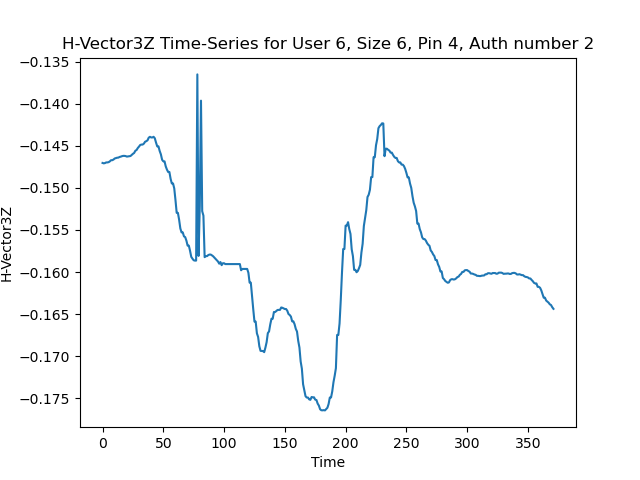 H-Vector3Z Time-Series for User 6, Size 6, Pin 4, Auth number 2
−0.135
−0.140
−0.145
−0.150
−0.155
−0.160
−0.165
−0.170
−0.175
H-Vector3Z
0 50 100 150 200 250 300 350
Time